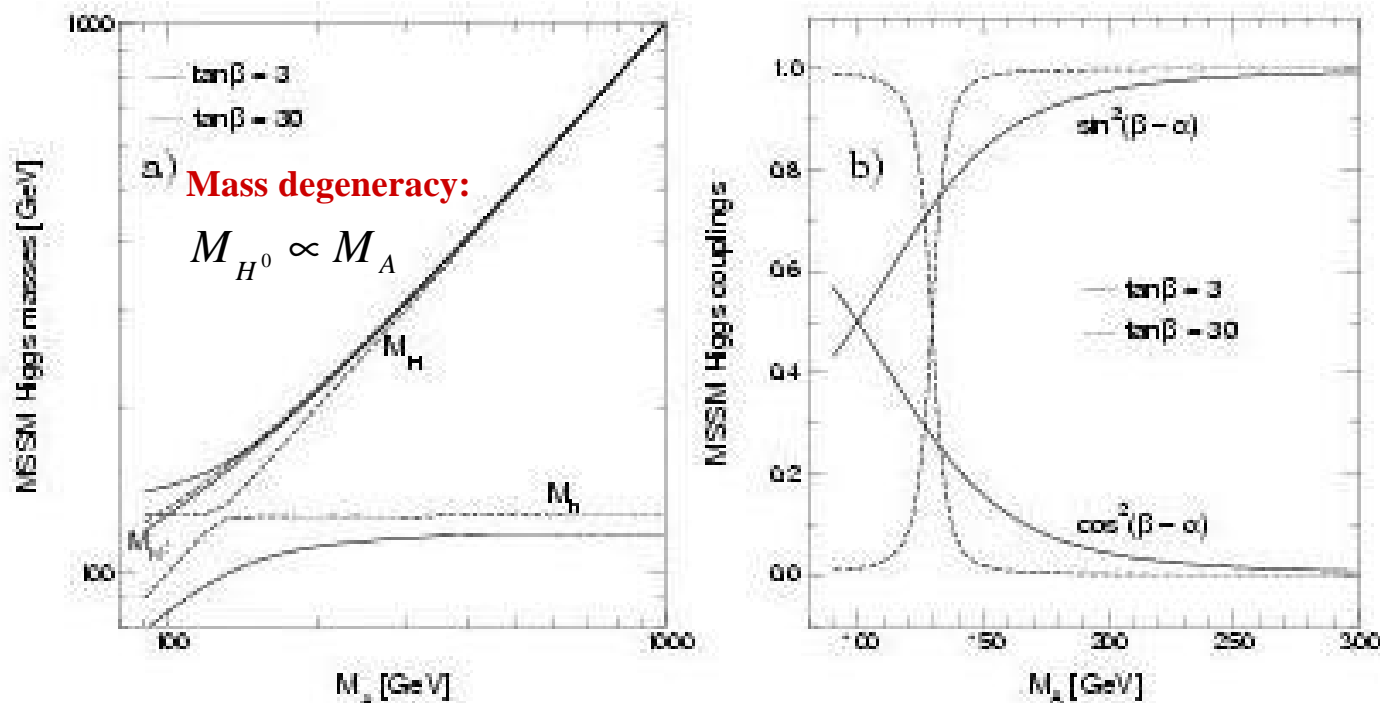 1000
tanβ = 3
tanβ = 30
a)
Mass degeneracy:
M_{H^0} ∝ M_A
M_H
M_h
100
100
1000
MSSM Higgs masses [GeV]
[GeV]
1.0
0.8
0.6
0.4
0.2
0.0
sin²(β − α)
b)
tanβ = 3
tanβ = 30
cos²(β − α)
100
150
200
250
300
MSSM Higgs couplings
M_A [GeV]